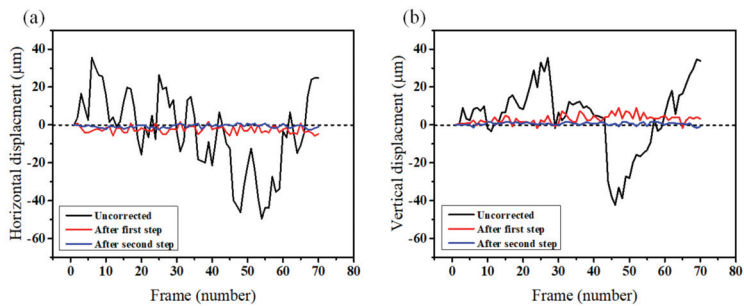 (a)
Horizontal displacement (μm)
40
20
0
-20
-40
-60
Uncorrected
After first step
After second step
0 10 20 30 40 50 60 70 80
Frame (number)
(b)
Vertical displacment (μm)
40
20
0
-20
-40
-60
Uncorrected
After first step
After second step
0 10 20 30 40 50 60 70 80
Frame (number)